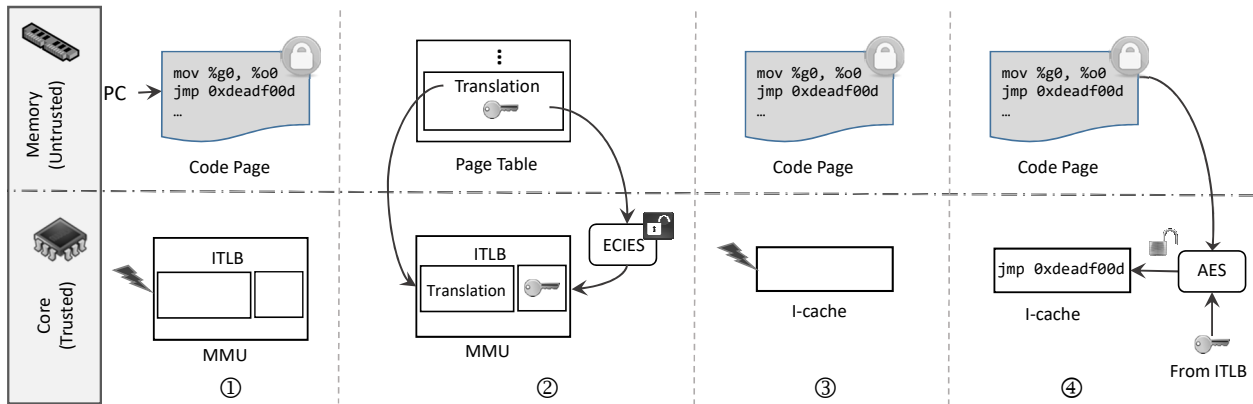 Memory
(Untrusted)
Core
(Trusted)
PC
mov %g0, %o0
jmp 0xdeadf00d
…
Code Page
ITLB
MMU
①
⋮
Translation
Page Table
ECIES
ITLB
Translation
MMU
②
mov %g0, %o0
jmp 0xdeadf00d
…
Code Page
I-cache
③
mov %g0, %o0
jmp 0xdeadf00d
…
Code Page
jmp 0xdeadf00d
AES
I-cache
From ITLB
④